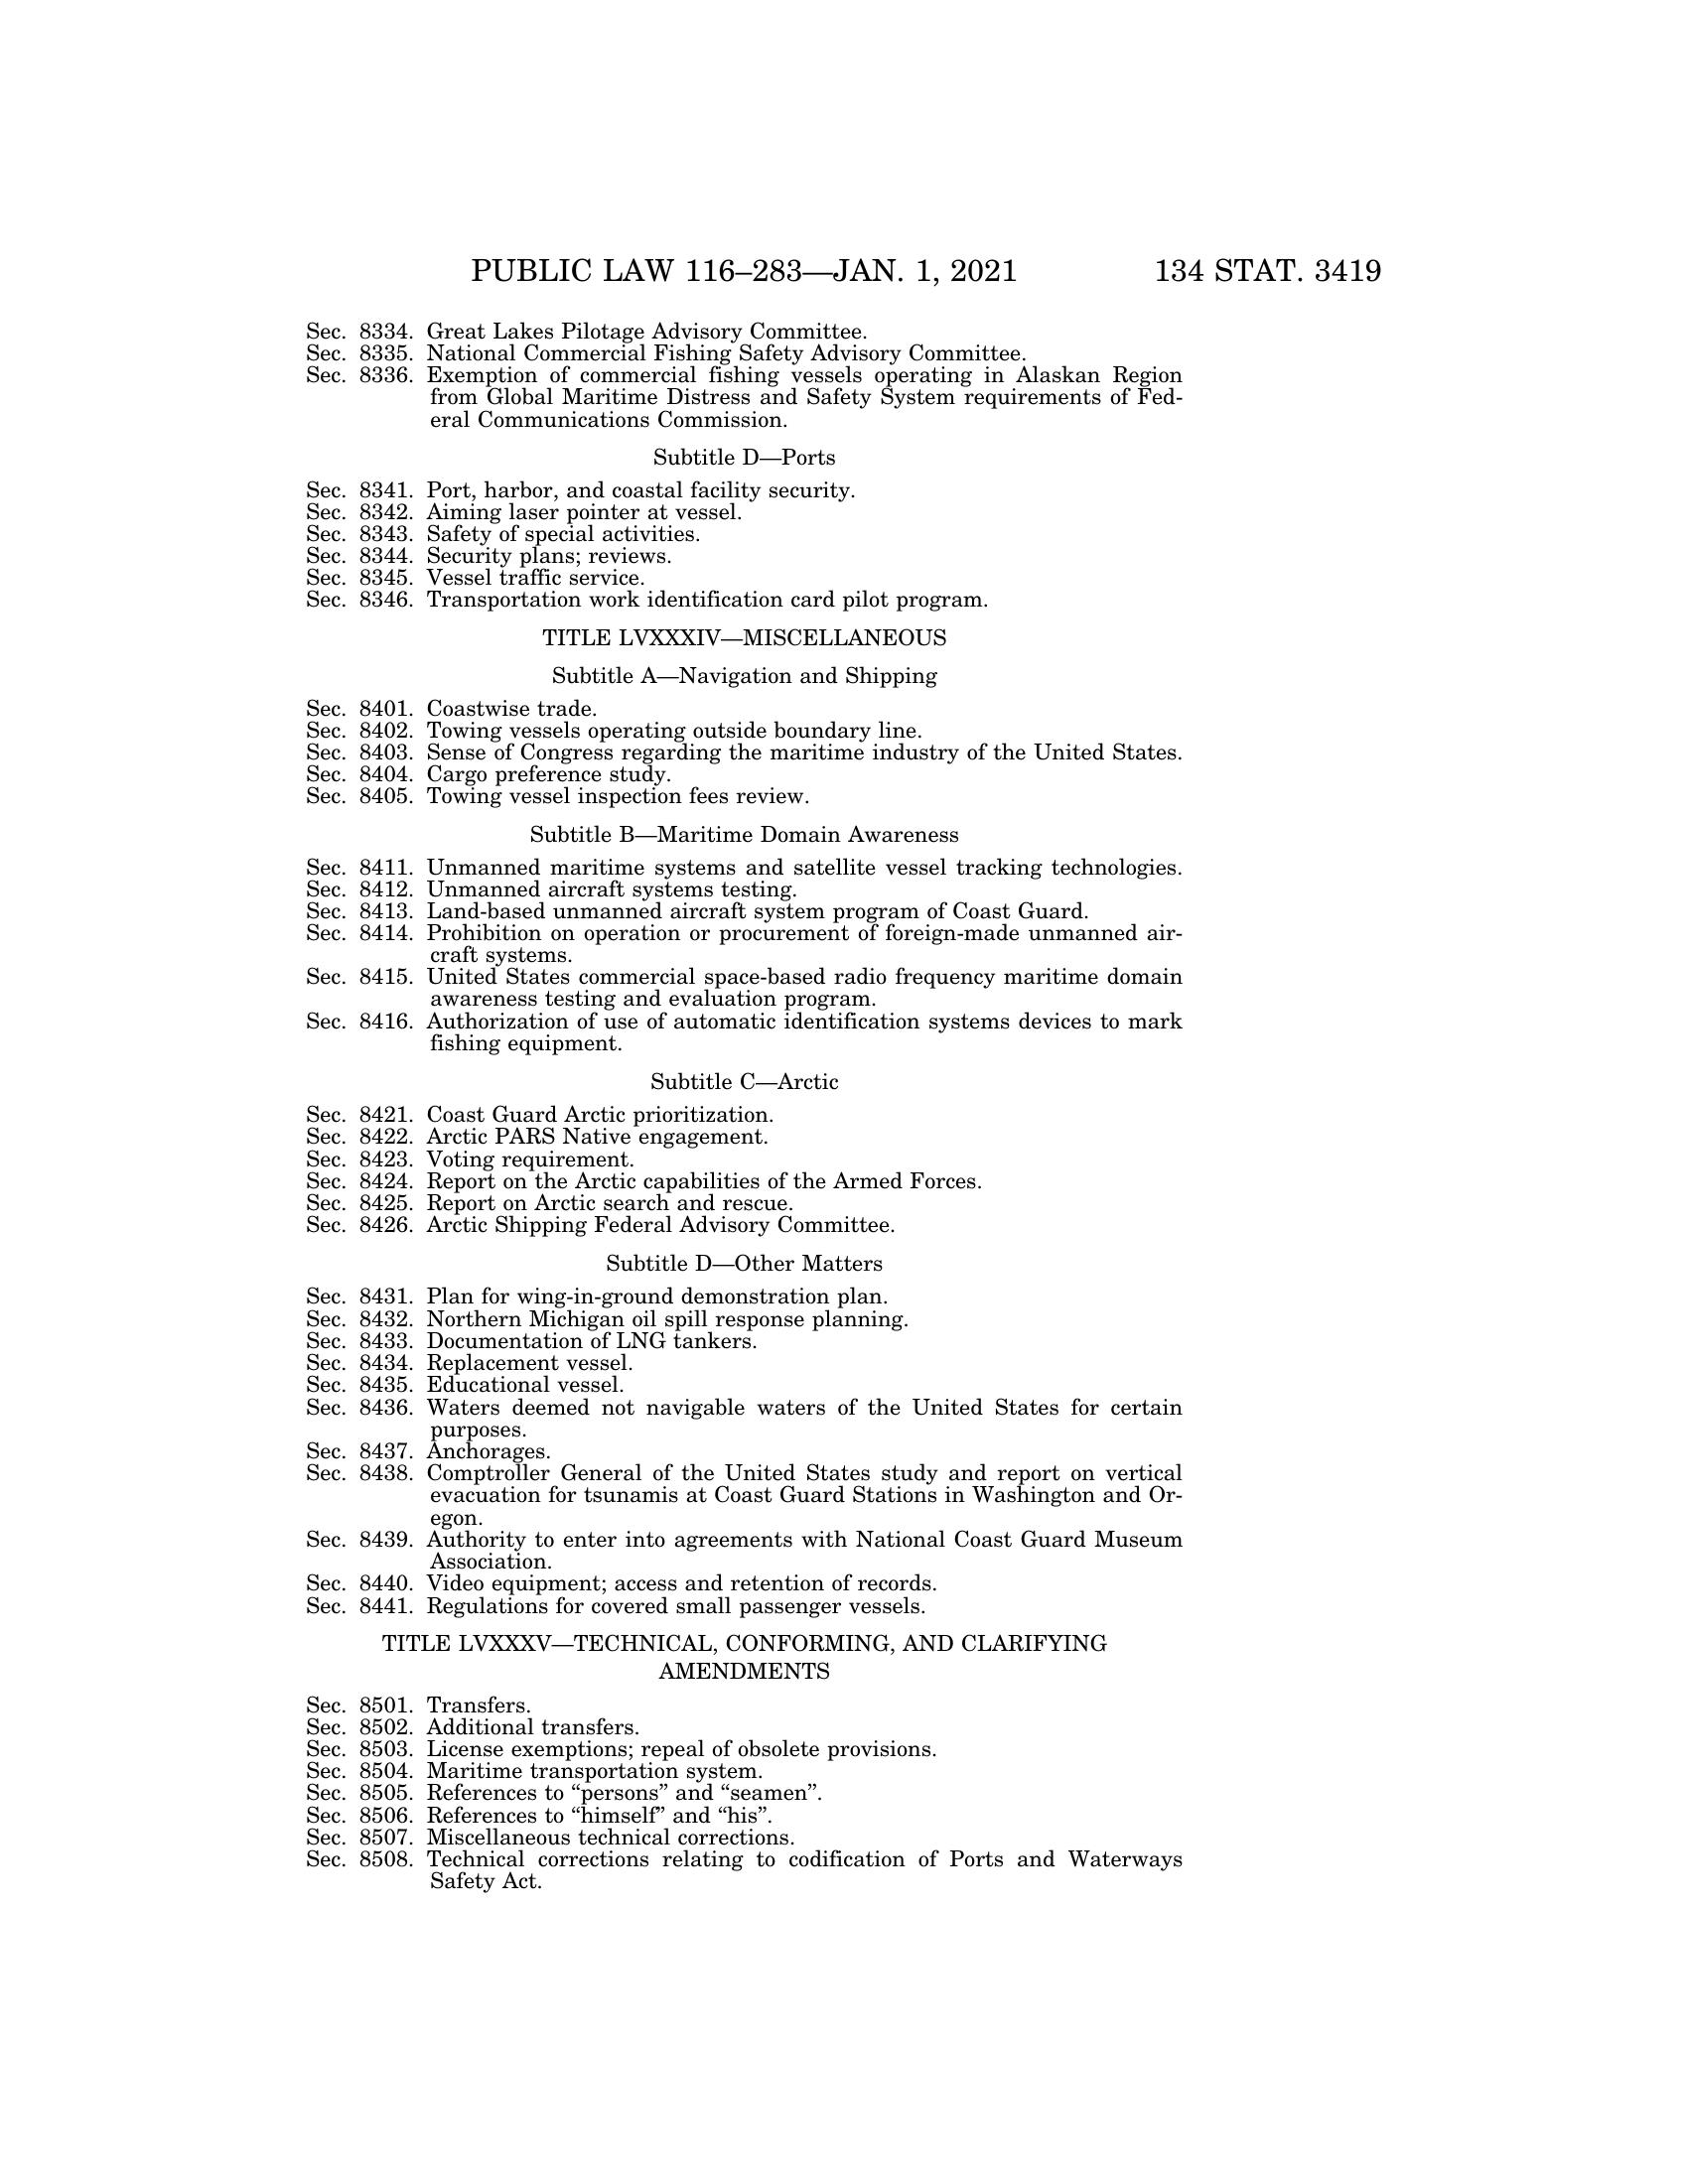 PUBLIC LAW 116–283—JAN. 1, 2021 134 STAT. 3419
Sec. 8334. Great Lakes Pilotage Advisory Committee.
Sec. 8335. National Commercial Fishing Safety Advisory Committee.
Sec. 8336. Exemption of commercial fishing vessels operating in Alaskan Region
from Global Maritime Distress and Safety System requirements of Fed-
eral Communications Commission.
Subtitle D—Ports
Sec. 8341. Port, harbor, and coastal facility security.
Sec. 8342. Aiming laser pointer at vessel.
Sec. 8343. Safety of special activities.
Sec. 8344. Security plans; reviews.
Sec. 8345. Vessel traffic service.
Sec. 8346. Transportation work identification card pilot program.
TITLE LVXXXIV—MISCELLANEOUS
Subtitle A—Navigation and Shipping
Sec. 8401. Coastwise trade.
Sec. 8402. Towing vessels operating outside boundary line.
Sec. 8403. Sense of Congress regarding the maritime industry of the United States.
Sec. 8404. Cargo preference study.
Sec. 8405. Towing vessel inspection fees review.
Subtitle B—Maritime Domain Awareness
Sec. 8411. Unmanned maritime systems and satellite vessel tracking technologies.
Sec. 8412. Unmanned aircraft systems testing.
Sec. 8413. Land-based unmanned aircraft system program of Coast Guard.
Sec. 8414. Prohibition on operation or procurement of foreign-made unmanned air-
craft systems.
Sec. 8415. United States commercial space-based radio frequency maritime domain
awareness testing and evaluation program.
Sec. 8416. Authorization of use of automatic identification systems devices to mark
fishing equipment.
Subtitle C—Arctic
Sec. 8421. Coast Guard Arctic prioritization.
Sec. 8422. Arctic PARS Native engagement.
Sec. 8423. Voting requirement.
Sec. 8424. Report on the Arctic capabilities of the Armed Forces.
Sec. 8425. Report on Arctic search and rescue.
Sec. 8426. Arctic Shipping Federal Advisory Committee.
Subtitle D—Other Matters
Sec. 8431. Plan for wing-in-ground demonstration plan.
Sec. 8432. Northern Michigan oil spill response planning.
Sec. 8433. Documentation of LNG tankers.
Sec. 8434. Replacement vessel.
Sec. 8435. Educational vessel.
Sec. 8436. Waters deemed not navigable waters of the United States for certain
purposes.
Sec. 8437. Anchorages.
Sec. 8438. Comptroller General of the United States study and report on vertical
evacuation for tsunamis at Coast Guard Stations in Washington and Or-
egon.
Sec. 8439. Authority to enter into agreements with National Coast Guard Museum
Association.
Sec. 8440. Video equipment; access and retention of records.
Sec. 8441. Regulations for covered small passenger vessels.
TITLE LVXXXV—TECHNICAL, CONFORMING, AND CLARIFYING
AMENDMENTS
Sec. 8501. Transfers.
Sec. 8502. Additional transfers.
Sec. 8503. License exemptions; repeal of obsolete provisions.
Sec. 8504. Maritime transportation system.
Sec. 8505. References to “persons” and “seamen”.
Sec. 8506. References to “himself” and “his”.
Sec. 8507. Miscellaneous technical corrections.
Sec. 8508. Technical corrections relating to codification of Ports and Waterways
Safety Act.